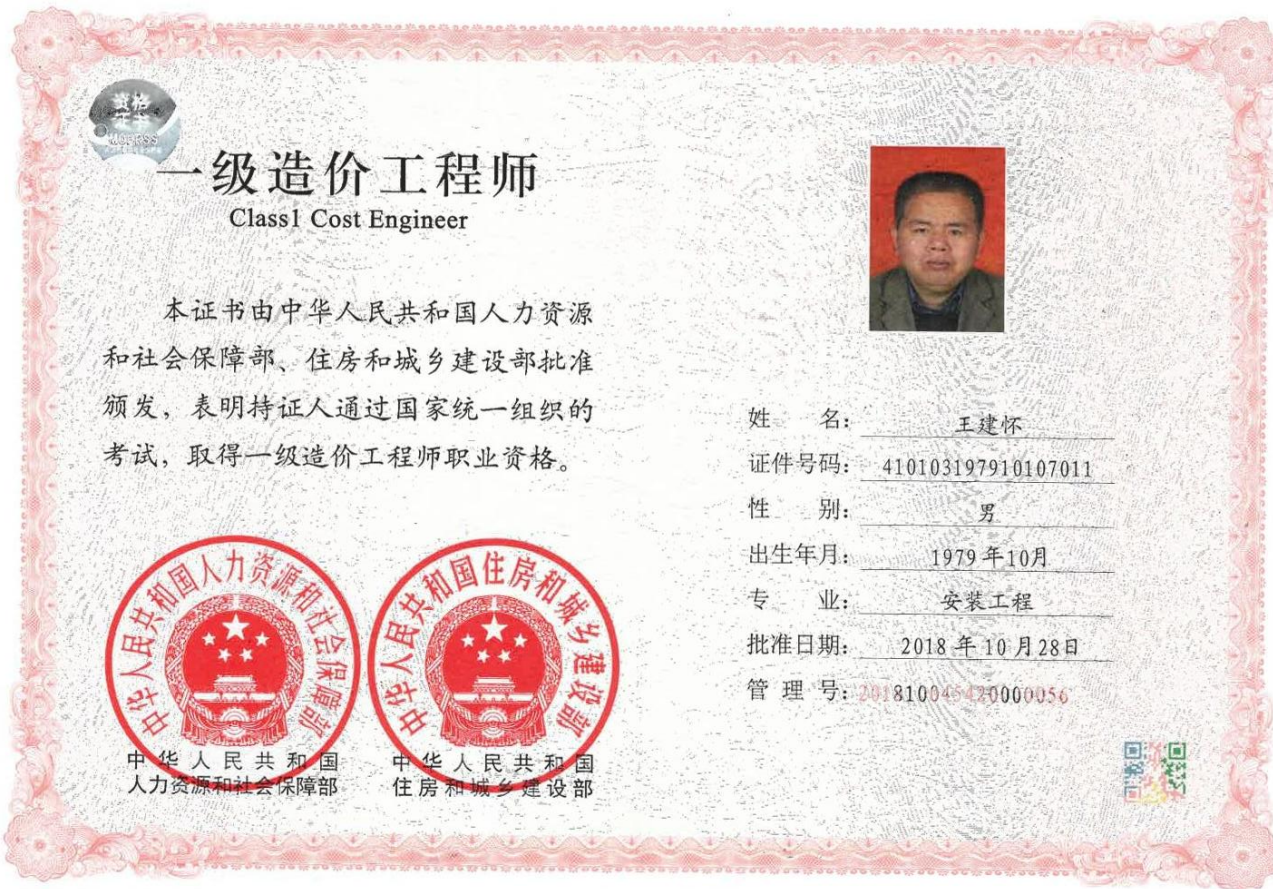 资格
证书
一级造价工程师
Class1 Cost Engineer
本证书由中华人民共和国人力资源
和社会保障部、住房和城乡建设部批准
颁发，表明持证人通过国家统一组织的
考试，取得一级造价工程师职业资格。
中华人民共和国人力资源和社会保障部
中华人民共和国
人力资源和社会保障部
中华人民共和国住房和城乡建设部
中华人民共和国
住房和城乡建设部
姓 名： 王建怀
证件号码： 410103197910107011
性 别： 男
出生年月： 1979年10月
专 业： 安装工程
批准日期： 2018年10月28日
管 理 号： 201810045420000056